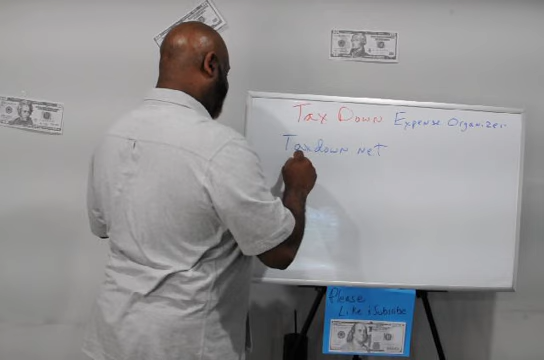 Tax Down Expense Organizer
Taxdown net
Please
Like & Subscribe